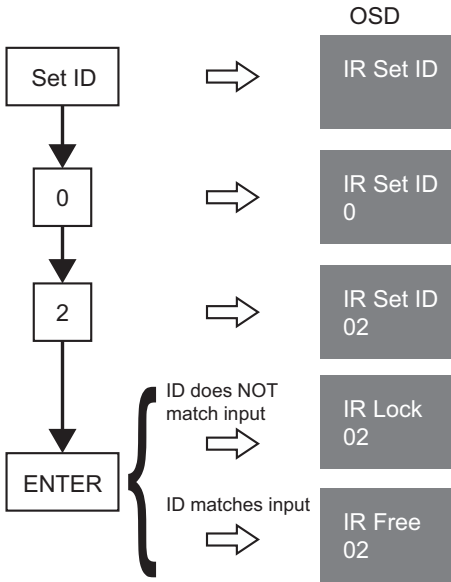 OSD
Set ID
IR Set ID
0
IR Set ID
0
2
IR Set ID
02
ID does NOT
match input
IR Lock
02
ENTER
ID matches input
IR Free
02